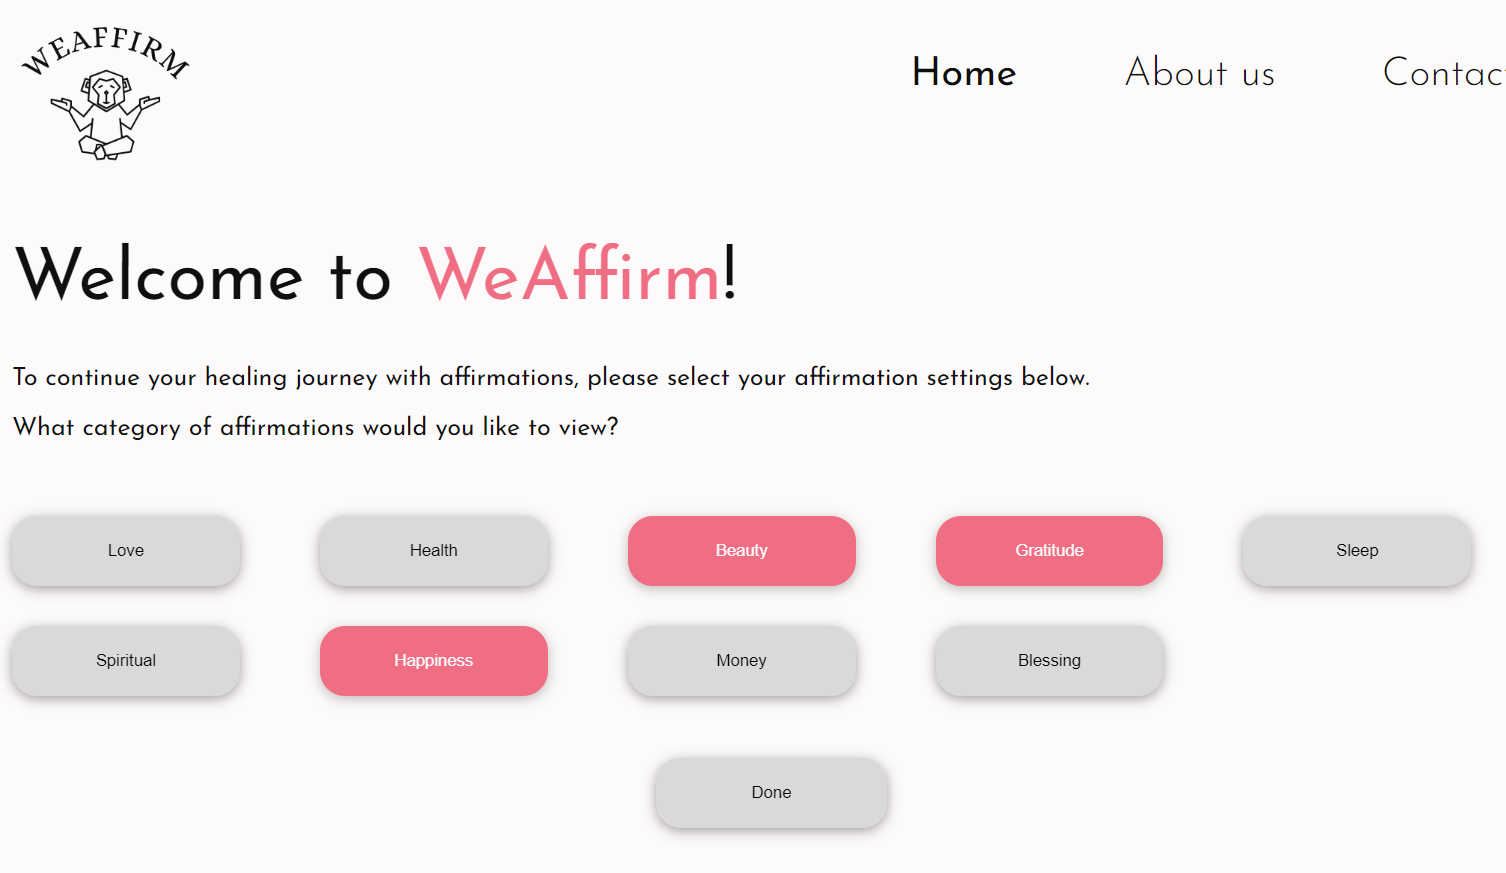 WEAFFIRM
Home About us Contac
Welcome to WeAffirm!
To continue your healing journey with affirmations, please select your affirmation settings below.
What category of affirmations would you like to view?
Love Health Beauty Gratitude Sleep
Spiritual Happiness Money Blessing
Done